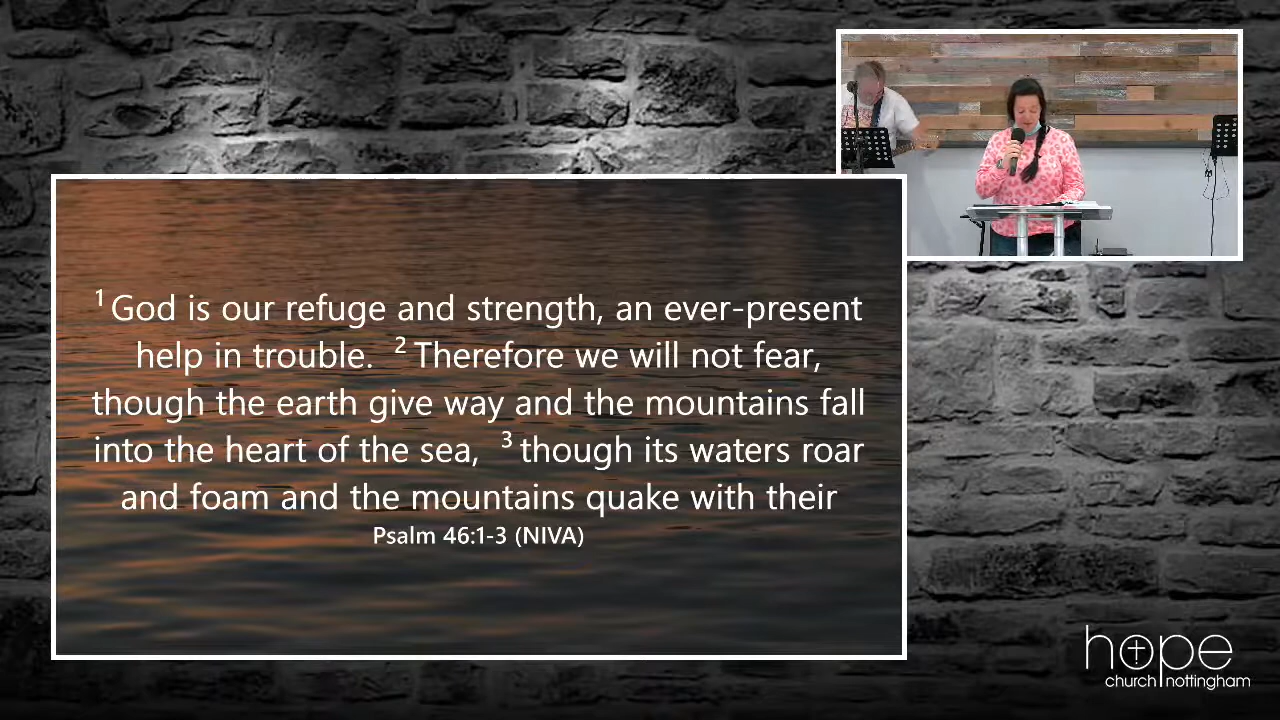 ¹ God is our refuge and strength, an ever-present
help in trouble. ² Therefore we will not fear,
though the earth give way and the mountains fall
into the heart of the sea, ³ though its waters roar
and foam and the mountains quake with their
Psalm 46:1-3 (NIVA)
hope
church nottingham